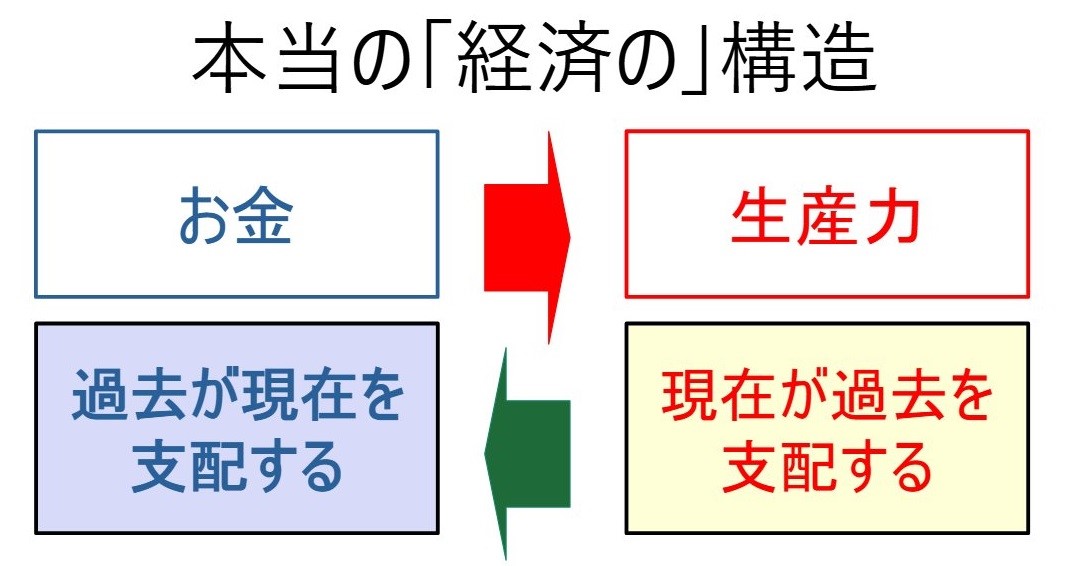 本当の「経済の」構造
お金
生産力
過去が現在を
支配する
現在が過去を
支配する